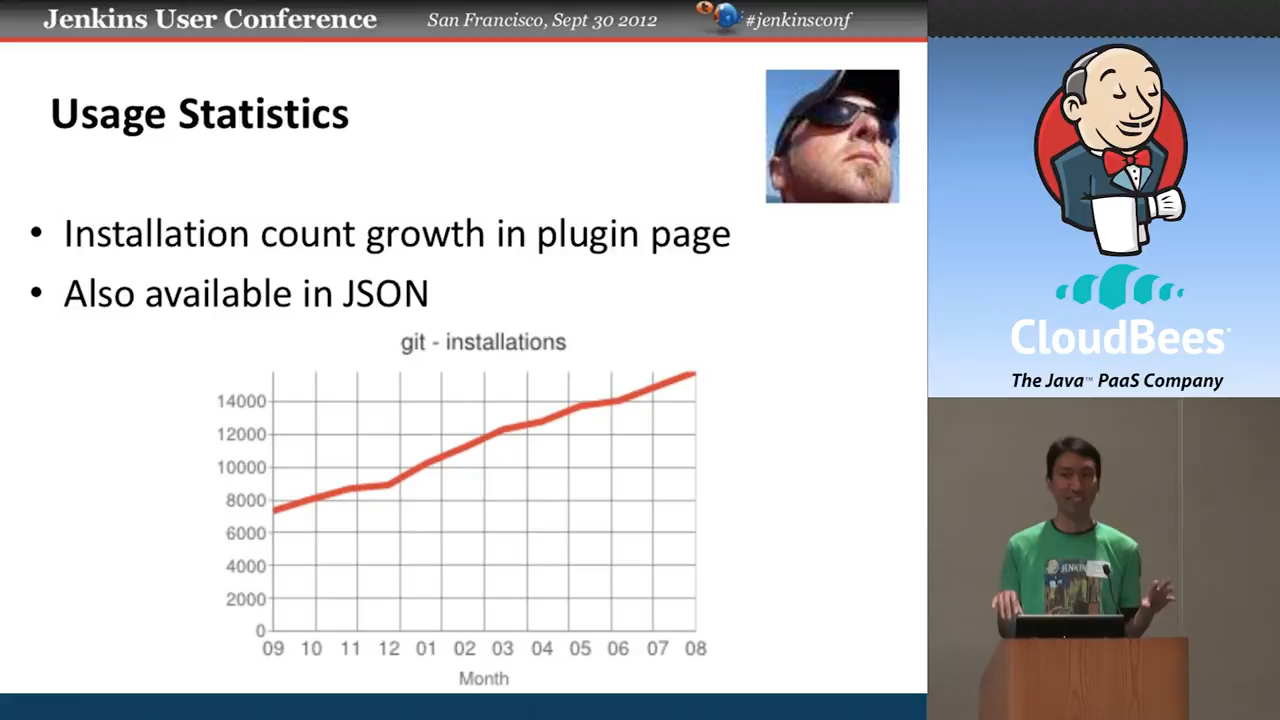 Jenkins User Conference
San Francisco, Sept 30 2012
#jenkinsconf
Usage Statistics
• Installation count growth in plugin page
• Also available in JSON
git - installations
14000
12000
10000
8000
6000
4000
2000
0
09 10 11 12 01 02 03 04 05 06 07 08
Month
CloudBees
The Java™ PaaS Company
JENKINS